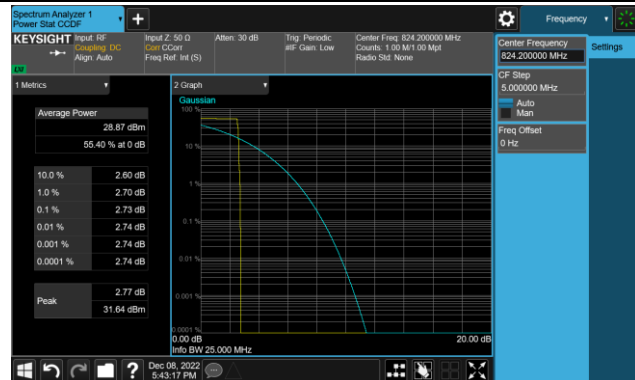 Spectrum Analyzer 1
Power Stat CCDF
Frequency
KEYSIGHT
Input: RF
Coupling: DC
Align: Auto
Input Z: 50 Ω
Corr CCorr
Freq Ref: Int (S)
Atten: 30 dB
Trig: Periodic
#IF Gain: Low
Center Freq: 824.200000 MHz
Counts: 1.00 M/1.00 Mpt
Radio Std: None
Center Frequency
824.200000 MHz
Settings
CF Step
5.000000 MHz
Auto
Man
Freq Offset
0 Hz
1 Metrics
Average Power
28.87 dBm
55.40 % at 0 dB
10.0 % 2.60 dB
1.0 % 2.70 dB
0.1 % 2.73 dB
0.01 % 2.74 dB
0.001 % 2.74 dB
0.0001 % 2.74 dB
Peak
2.77 dB
31.64 dBm
2 Graph
Gaussian
100 %
10 %
1 %
0.1 %
0.001 %
0.0001 %
0.00 dB
20.00 dB
Info BW 25.000 MHz
?
Dec 08, 2022
5:43:17 PM